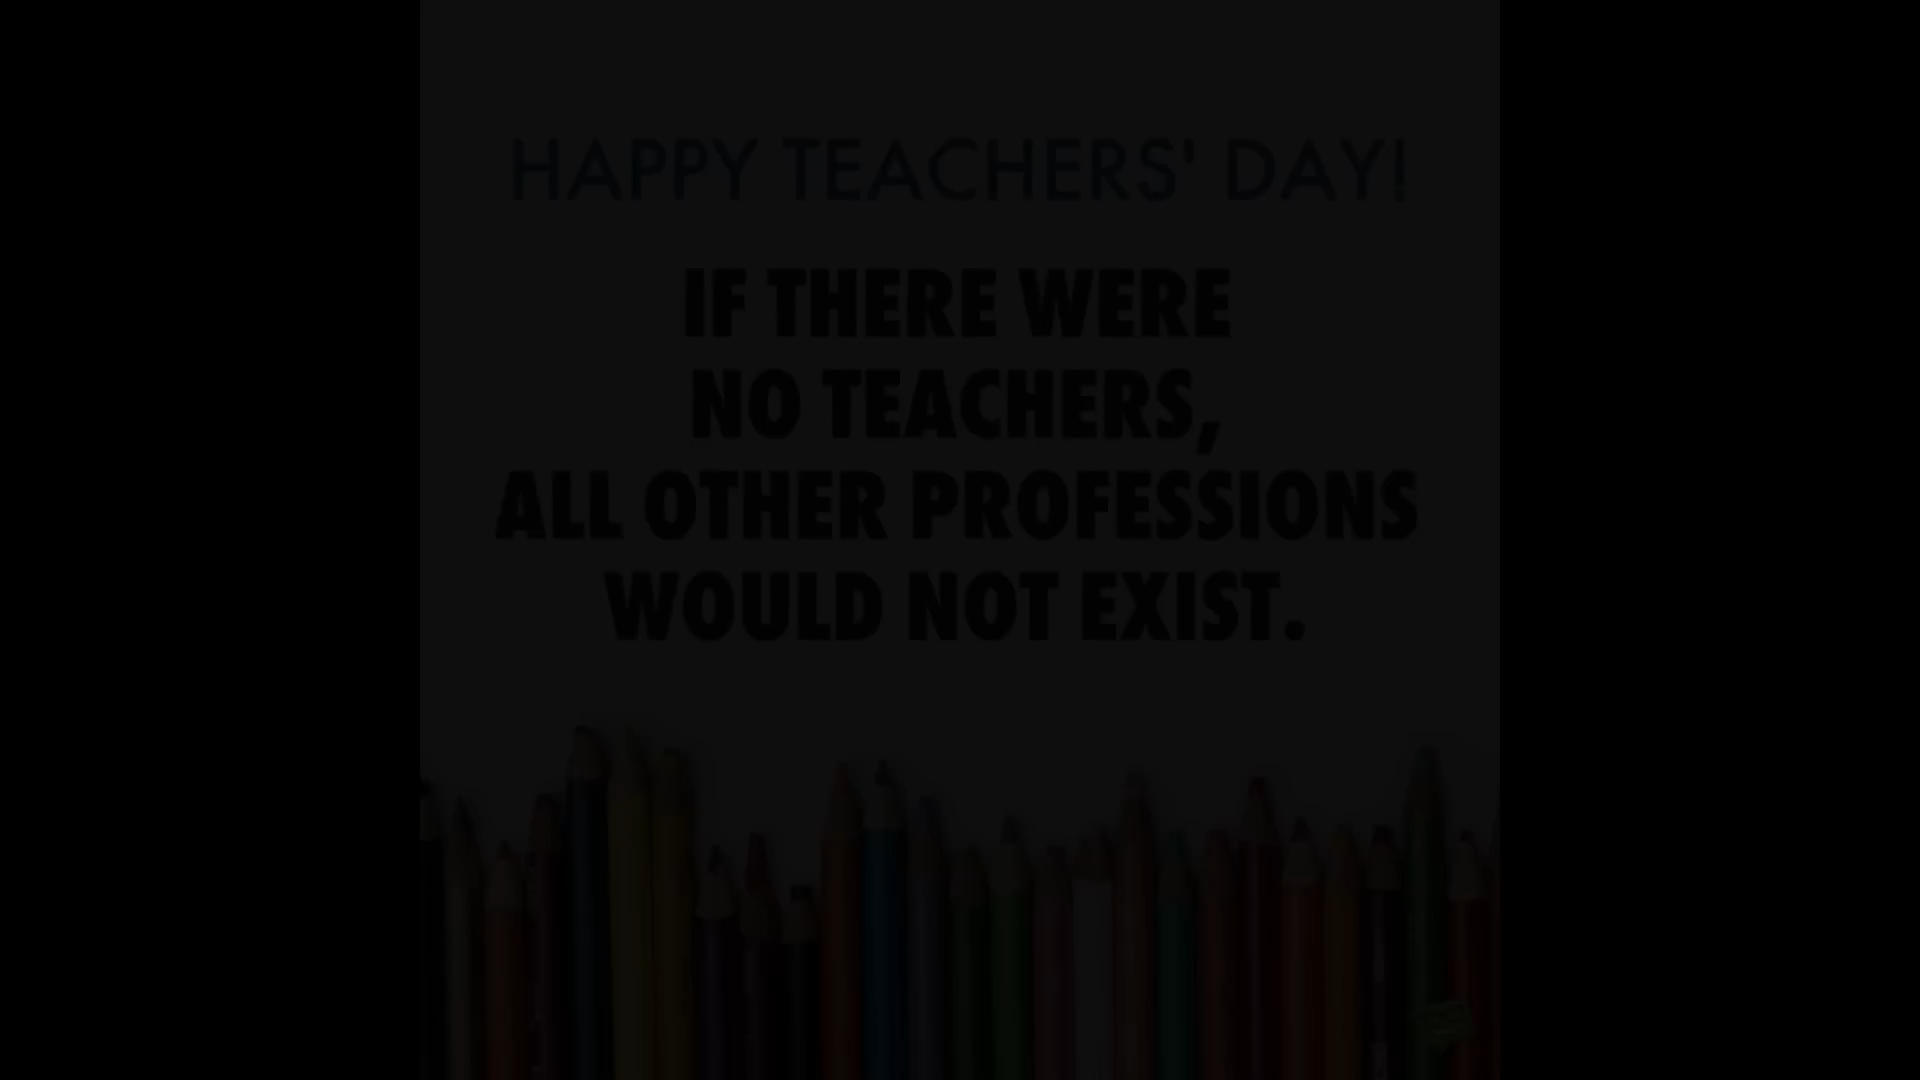 HAPPY TEACHERS' DAY!
IF THERE WERE
NO TEACHERS,
ALL OTHER PROFESSIONS
WOULD NOT EXIST.